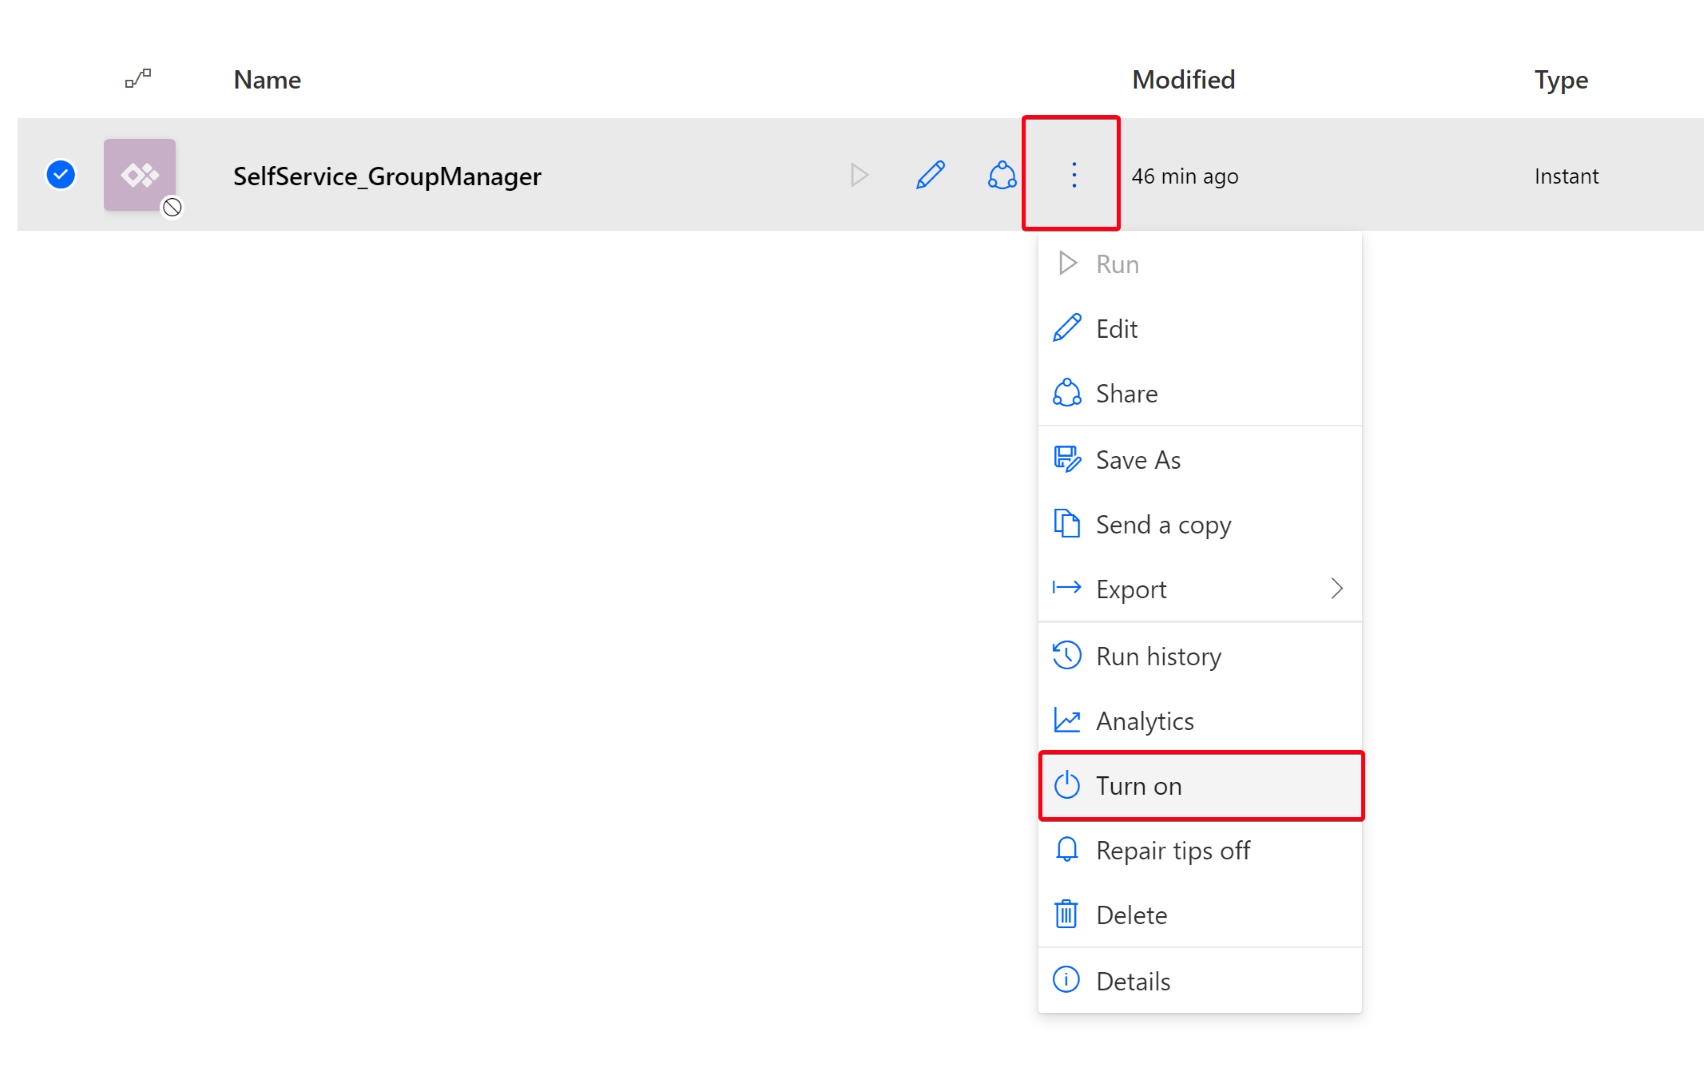 Name Modified Type
SelfService_GroupManager 46 min ago Instant
Run
Edit
Share
Save As
Send a copy
Export
Run history
Analytics
Turn on
Repair tips off
Delete
Details